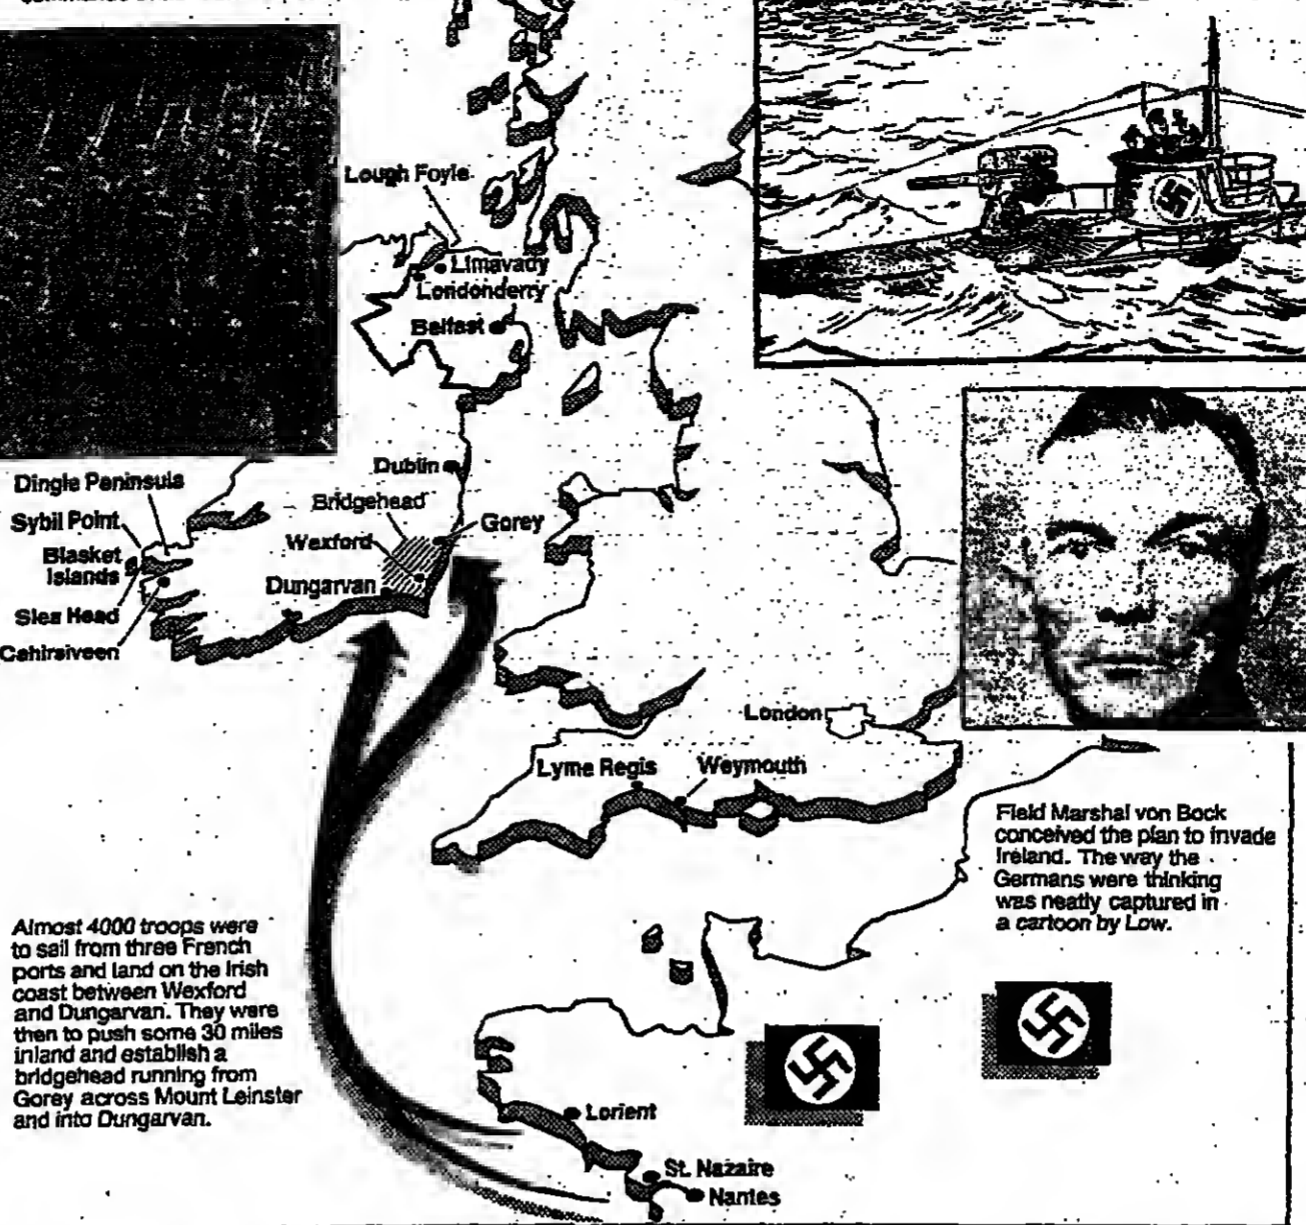 Lough Foyle
Limavady
Londonderry
Belfast
Dingle Peninsula
Sybil Point
Blasket
Islands
Slea Head
Cahirsiveen
Dublin
Bridgehead
Gorey
Wexford
Dungarvan
London
Lyme Regis
Weymouth
Field Marshal von Bock
conceived the plan to invade
Ireland. The way the
Germans were thinking
was neatly captured in
a cartoon by Low.
Almost 4000 troops were
to sail from three French
ports and land on the Irish
coast between Wexford
and Dungarvan. They were
then to push some 30 miles
inland and establish a
bridgehead running from
Gorey across Mount Leinster
and into Dungarvan.
Lorient
St. Nazaire
Nantes